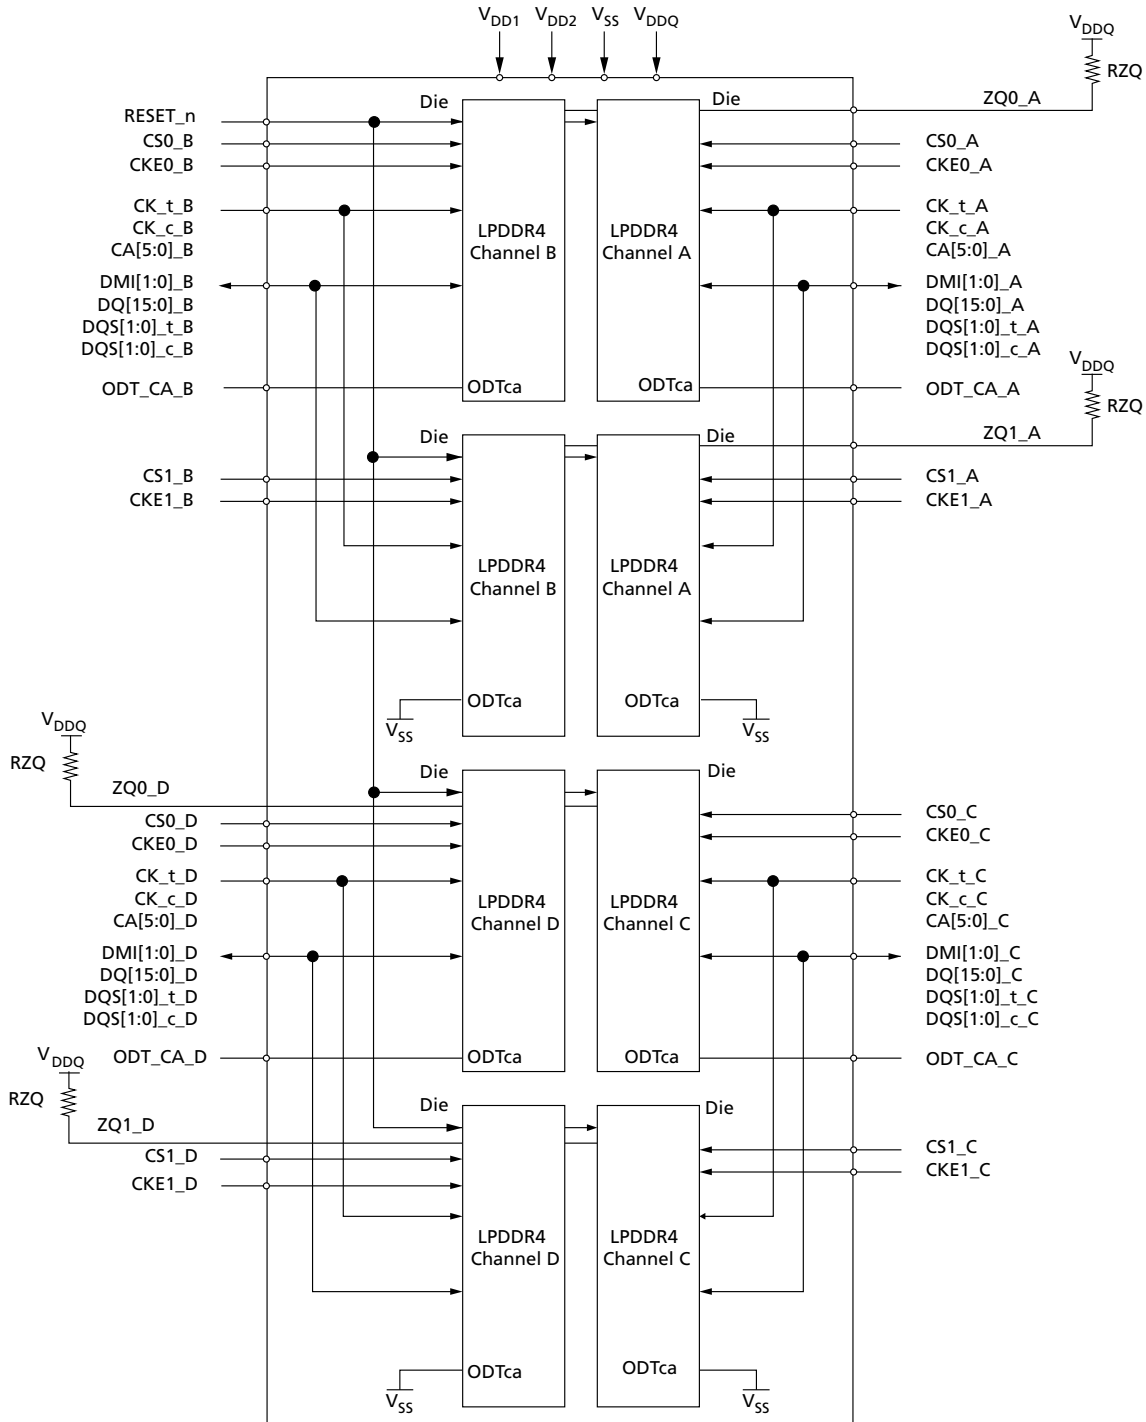 VDD1 VDD2 VSS VDDQ
VDDQ
RZQ
ZQ0_A
Die
Die
RESET_n
CS0_B
CKE0_B
CK_t_B
CK_c_B
CA[5:0]_B
DMI[1:0]_B
DQ[15:0]_B
DQS[1:0]_t_B
DQS[1:0]_c_B
ODT_CA_B
LPDDR4
Channel B
ODTca
LPDDR4
Channel A
ODTca
CS0_A
CKE0_A
CK_t_A
CK_c_A
CA[5:0]_A
DMI[1:0]_A
DQ[15:0]_A
DQS[1:0]_t_A
DQS[1:0]_c_A
ODT_CA_A
VDDQ
RZQ
ZQ1_A
Die
Die
CS1_B
CKE1_B
LPDDR4
Channel B
ODTca
VSS
LPDDR4
Channel A
ODTca
VSS
CS1_A
CKE1_A
VDDQ
RZQ
ZQ0_D
Die
Die
CS0_D
CKE0_D
CK_t_D
CK_c_D
CA[5:0]_D
DMI[1:0]_D
DQ[15:0]_D
DQS[1:0]_t_D
DQS[1:0]_c_D
ODT_CA_D
LPDDR4
Channel D
ODTca
LPDDR4
Channel C
ODTca
CS0_C
CKE0_C
CK_t_C
CK_c_C
CA[5:0]_C
DMI[1:0]_C
DQ[15:0]_C
DQS[1:0]_t_C
DQS[1:0]_c_C
ODT_CA_C
VDDQ
RZQ
ZQ1_D
Die
Die
CS1_D
CKE1_D
LPDDR4
Channel D
ODTca
VSS
LPDDR4
Channel C
ODTca
VSS
CS1_C
CKE1_C